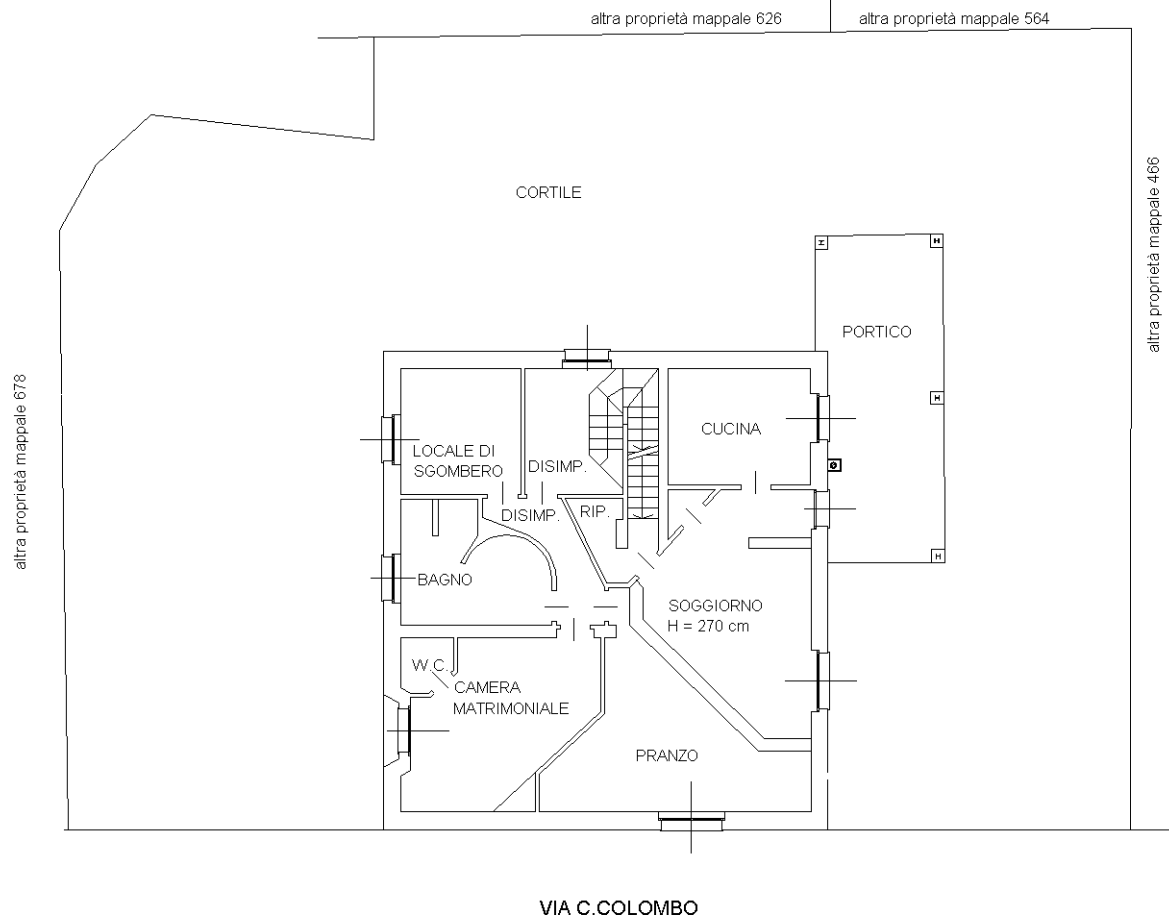 altra proprietà mappale 626
altra proprietà mappale 564
altra proprietà mappale 466
CORTILE
PORTICO
altra proprietà mappale 678
CUCINA
LOCALE DI
SGOMBERO
DISIMP.
DISIMP.
RIP.
BAGNO
SOGGIORNO
H = 270 cm
W.C.
CAMERA
MATRIMONIALE
PRANZO
VIA C.COLOMBO